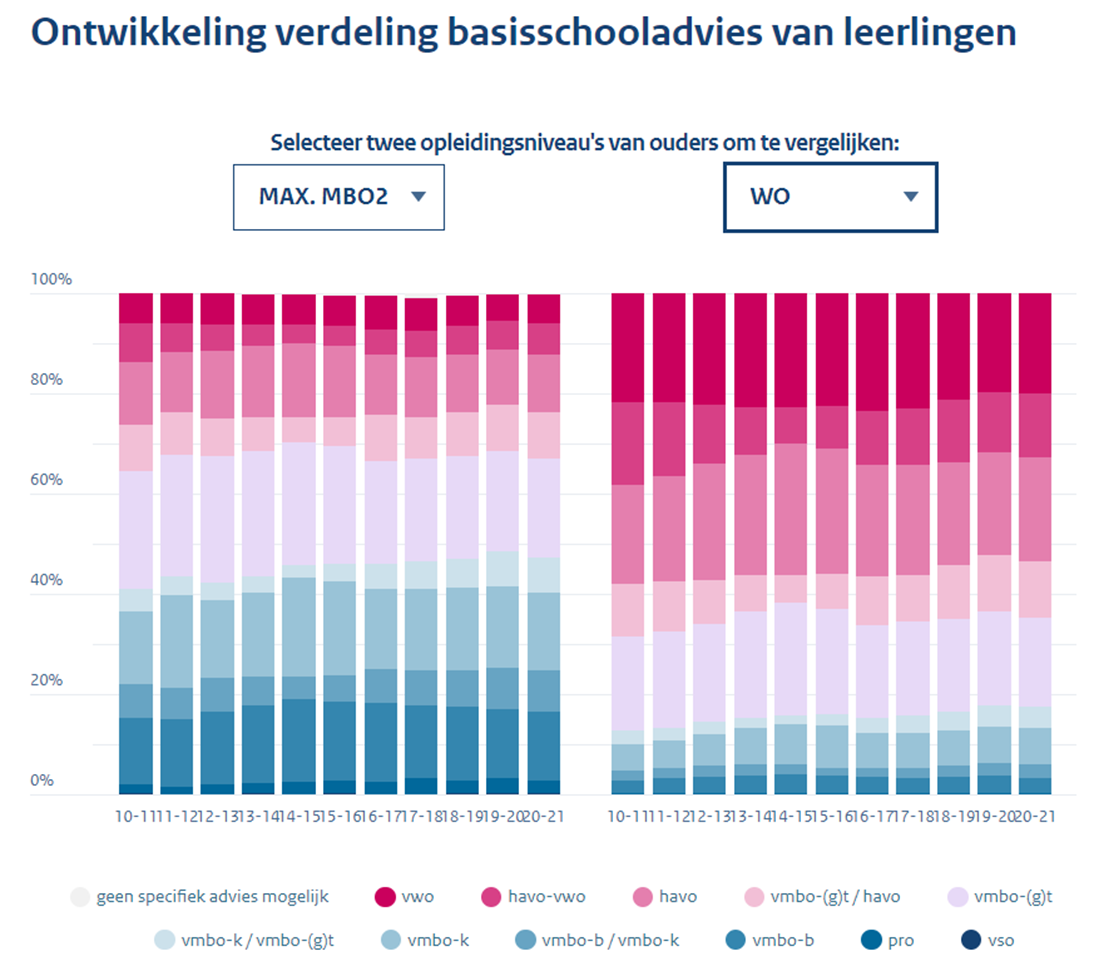 Ontwikkeling verdeling basisschooladvies van leerlingen
Selecteer twee opleidingsniveau's van ouders om te vergelijken:
MAX. MBO2
WO
100%
80%
60%
40%
20%
0%
10-11 11-12 12-13 13-14 14-15 15-16 16-17 17-18 18-19 19-20 20-21
10-11 11-12 12-13 13-14 14-15 15-16 16-17 17-18 18-19 19-20 20-21
geen specifiek advies mogelijk vwo havo-vwo havo vmbo-(g)t / havo vmbo-(g)t
vmbo-k / vmbo-(g)t vmbo-k vmbo-b / vmbo-k vmbo-b pro vso